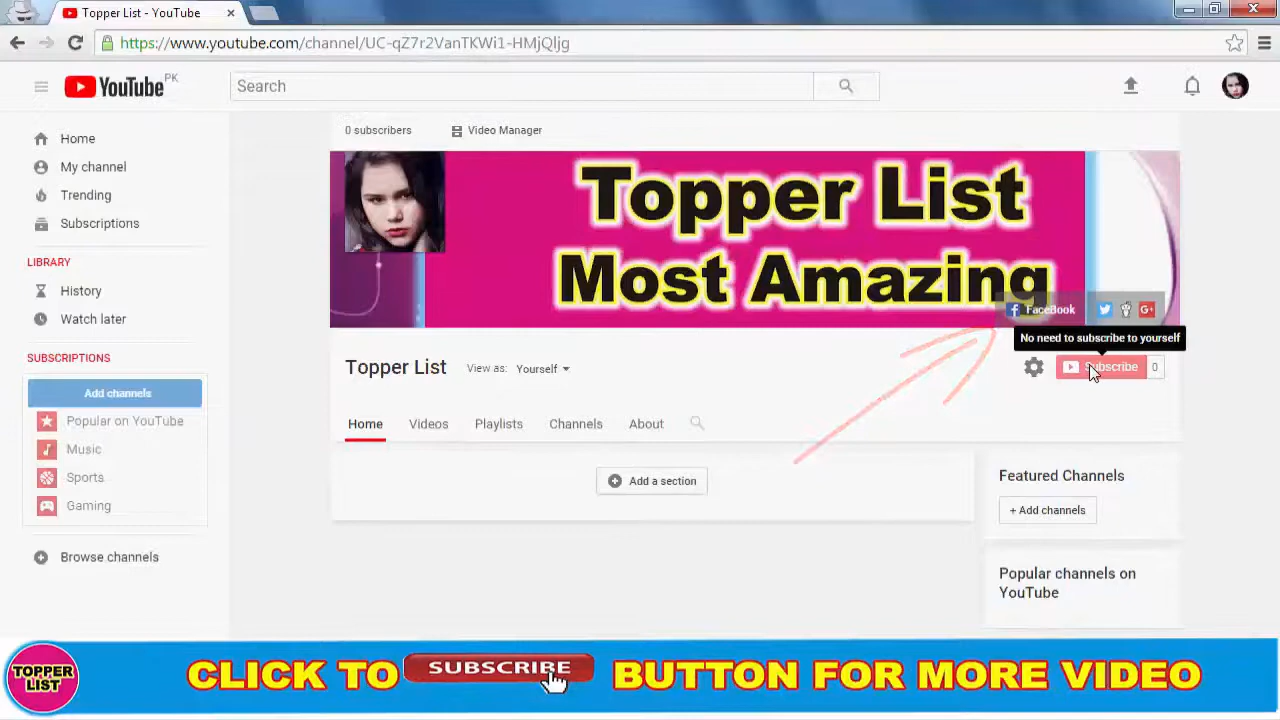 Topper List - YouTube
https://www.youtube.com/channel/UC-qZ7r2VanTKWi1-HMjQljg
YouTube PK
Search
Home
My channel
Trending
Subscriptions
LIBRARY
History
Watch later
SUBSCRIPTIONS
Add channels
Popular on YouTube
Music
Sports
Gaming
Browse channels
0 subscribers
Video Manager
Topper List
Most Amazing
FaceBook
No need to subscribe to yourself
Topper List
View as: Yourself
Subscribe 0
Home Videos Playlists Channels About
Add a section
Featured Channels
+ Add channels
Popular channels on
YouTube
TOPPER
LIST
CLICK TO SUBSCRIBE BUTTON FOR MORE VIDEO